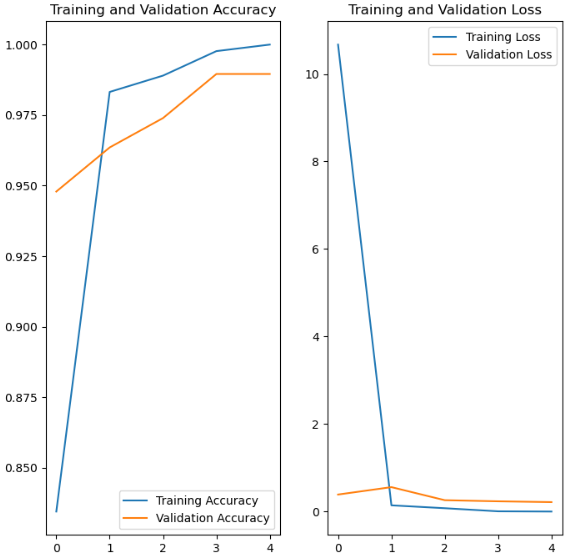 Training and Validation Accuracy
1.000
0.975
0.950
0.925
0.900
0.875
0.850
Training Accuracy
Validation Accuracy
0 1 2 3 4
Training and Validation Loss
Training Loss
Validation Loss
10
8
6
4
2
0
0 1 2 3 4